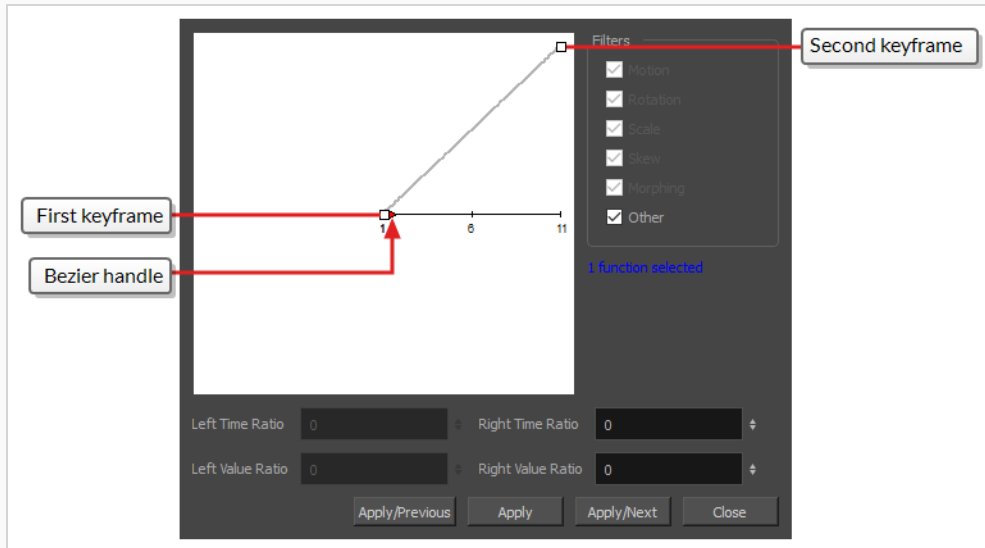 Filters
Second keyframe
Motion
Rotation
Scale
Skew
Morphing
Other
First keyframe
1 6 11
Bezier handle
1 function selected
Left Time Ratio 0 Right Time Ratio 0
Left Value Ratio 0 Right Value Ratio 0
Apply/Previous Apply Apply/Next Close